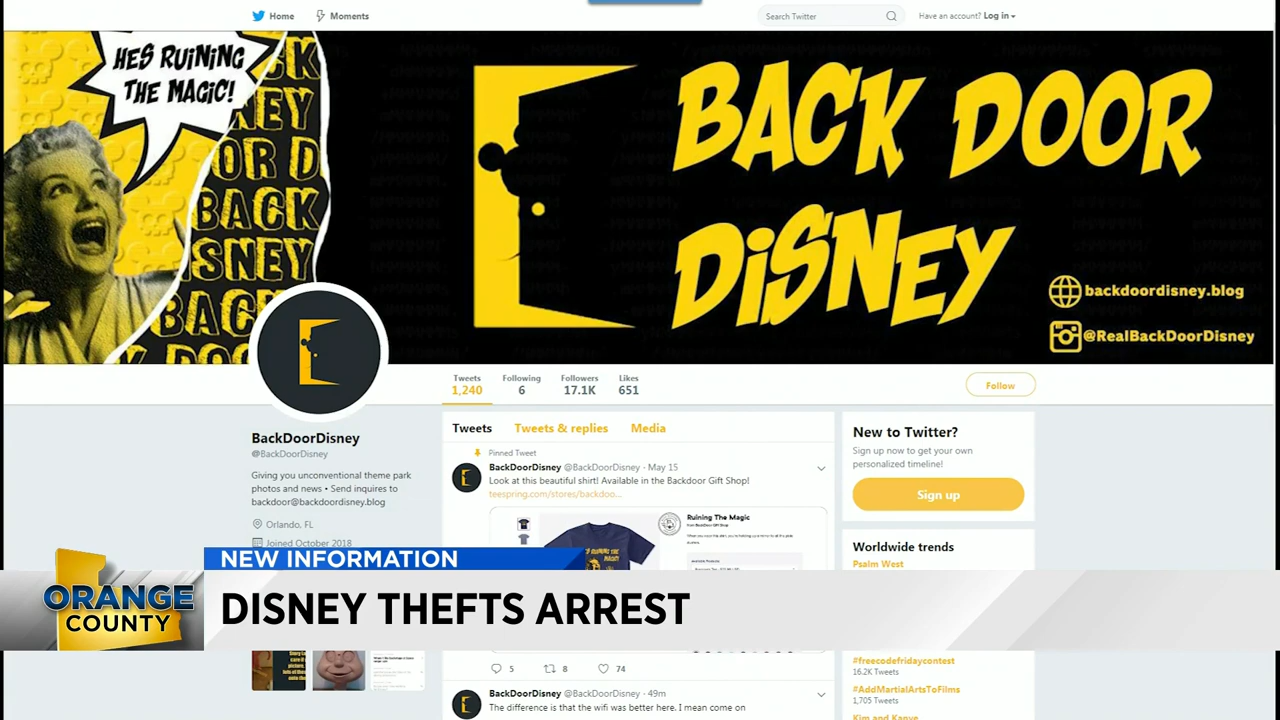 Home
Moments
Search Twitter
Have an account? Log in
HES RUiNiNG
THE MAGiC!
BACK DOOR
DiSNEY
backdoordisney.blog
@RealBackDoorDisney
CK
NEY
OR D
BACK
SNEY
BAC
Tweets
1,240
Following
6
Followers
17.1K
Likes
651
Follow
BackDoorDisney
@BackDoorDisney
Giving you unconventional theme park
photos and news • Send inquires to
backdoor@backdoordisney.blog
Orlando, FL
Joined October 2018
Tweets
Tweets & replies
Media
Pinned Tweet
BackDoorDisney @BackDoorDisney · May 15
Look at this beautiful shirt! Available in the Backdoor Gift Shop!
teespring.com/stores/backdoo...
Ruining The Magic
5
8
74
BackDoorDisney @BackDoorDisney · 49m
The difference is that the wifi was better here. I mean come on
New to Twitter?
Sign up now to get your own
personalized timeline!
Sign up
Worldwide trends
Psalm West
#freecodefridaycontest
16.2K Tweets
#AddMartialArtsToFilms
1,705 Tweets
Kim and Kanye
NEW INFORMATION
ORANGE
COUNTY
DISNEY THEFTS ARREST